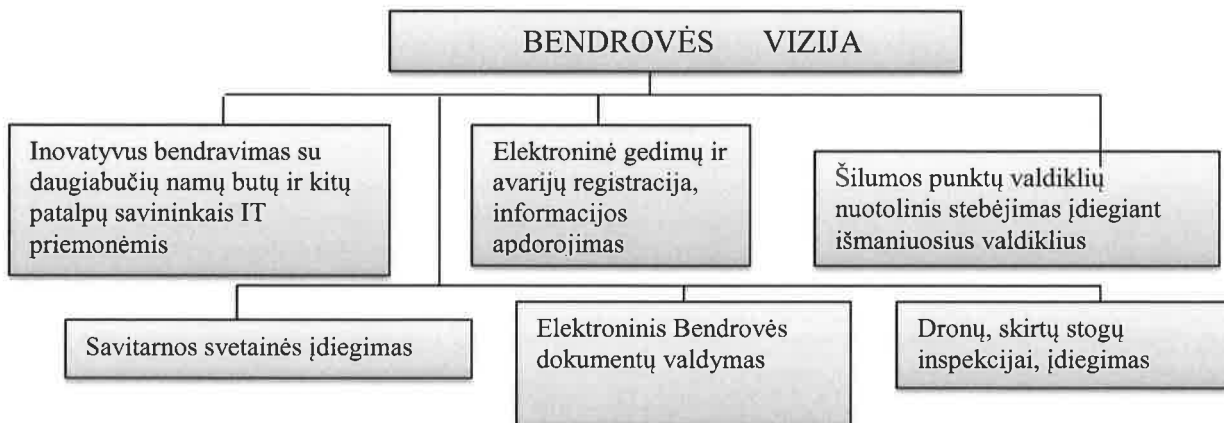 BENDROVĖS VIZIJA
Inovatyvus bendravimas su
daugiabučių namų butų ir kitų
patalpų savininkais IT
priemonėmis
Elektroninė gedimų ir
avarijų registracija,
informacijos
apdorojimas
Šilumos punktų valdiklių
nuotolinis stebėjimas įdiegiant
išmaniuosius valdiklius
Savitarnos svetainės įdiegimas
Elektroninis Bendrovės
dokumentų valdymas
Dronų, skirtų stogų
inspekcijai, įdiegimas